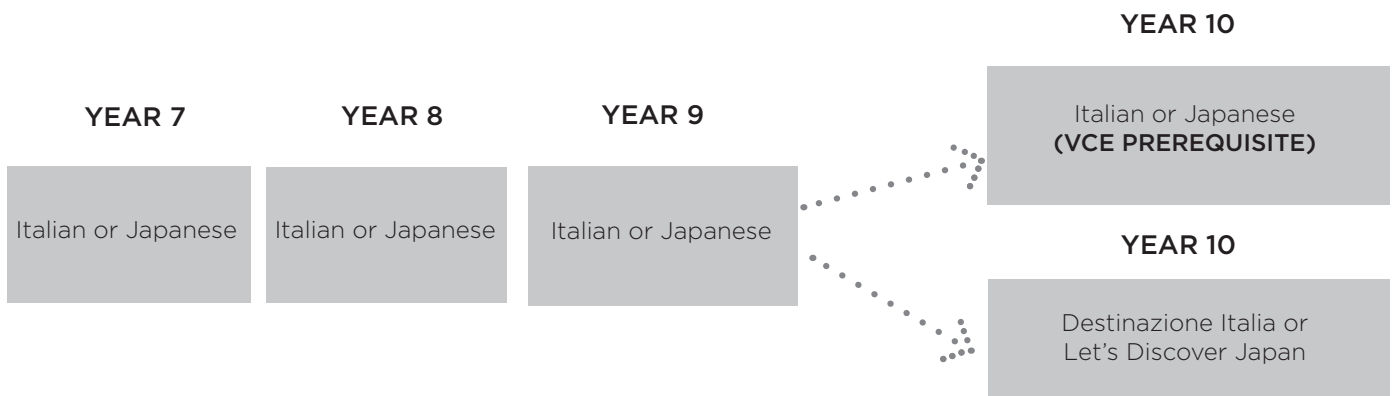 YEAR 7
Italian or Japanese
YEAR 8
Italian or Japanese
YEAR 9
Italian or Japanese
YEAR 10
Italian or Japanese
(VCE PREREQUISITE)
YEAR 10
Destinazione Italia or
Let’s Discover Japan